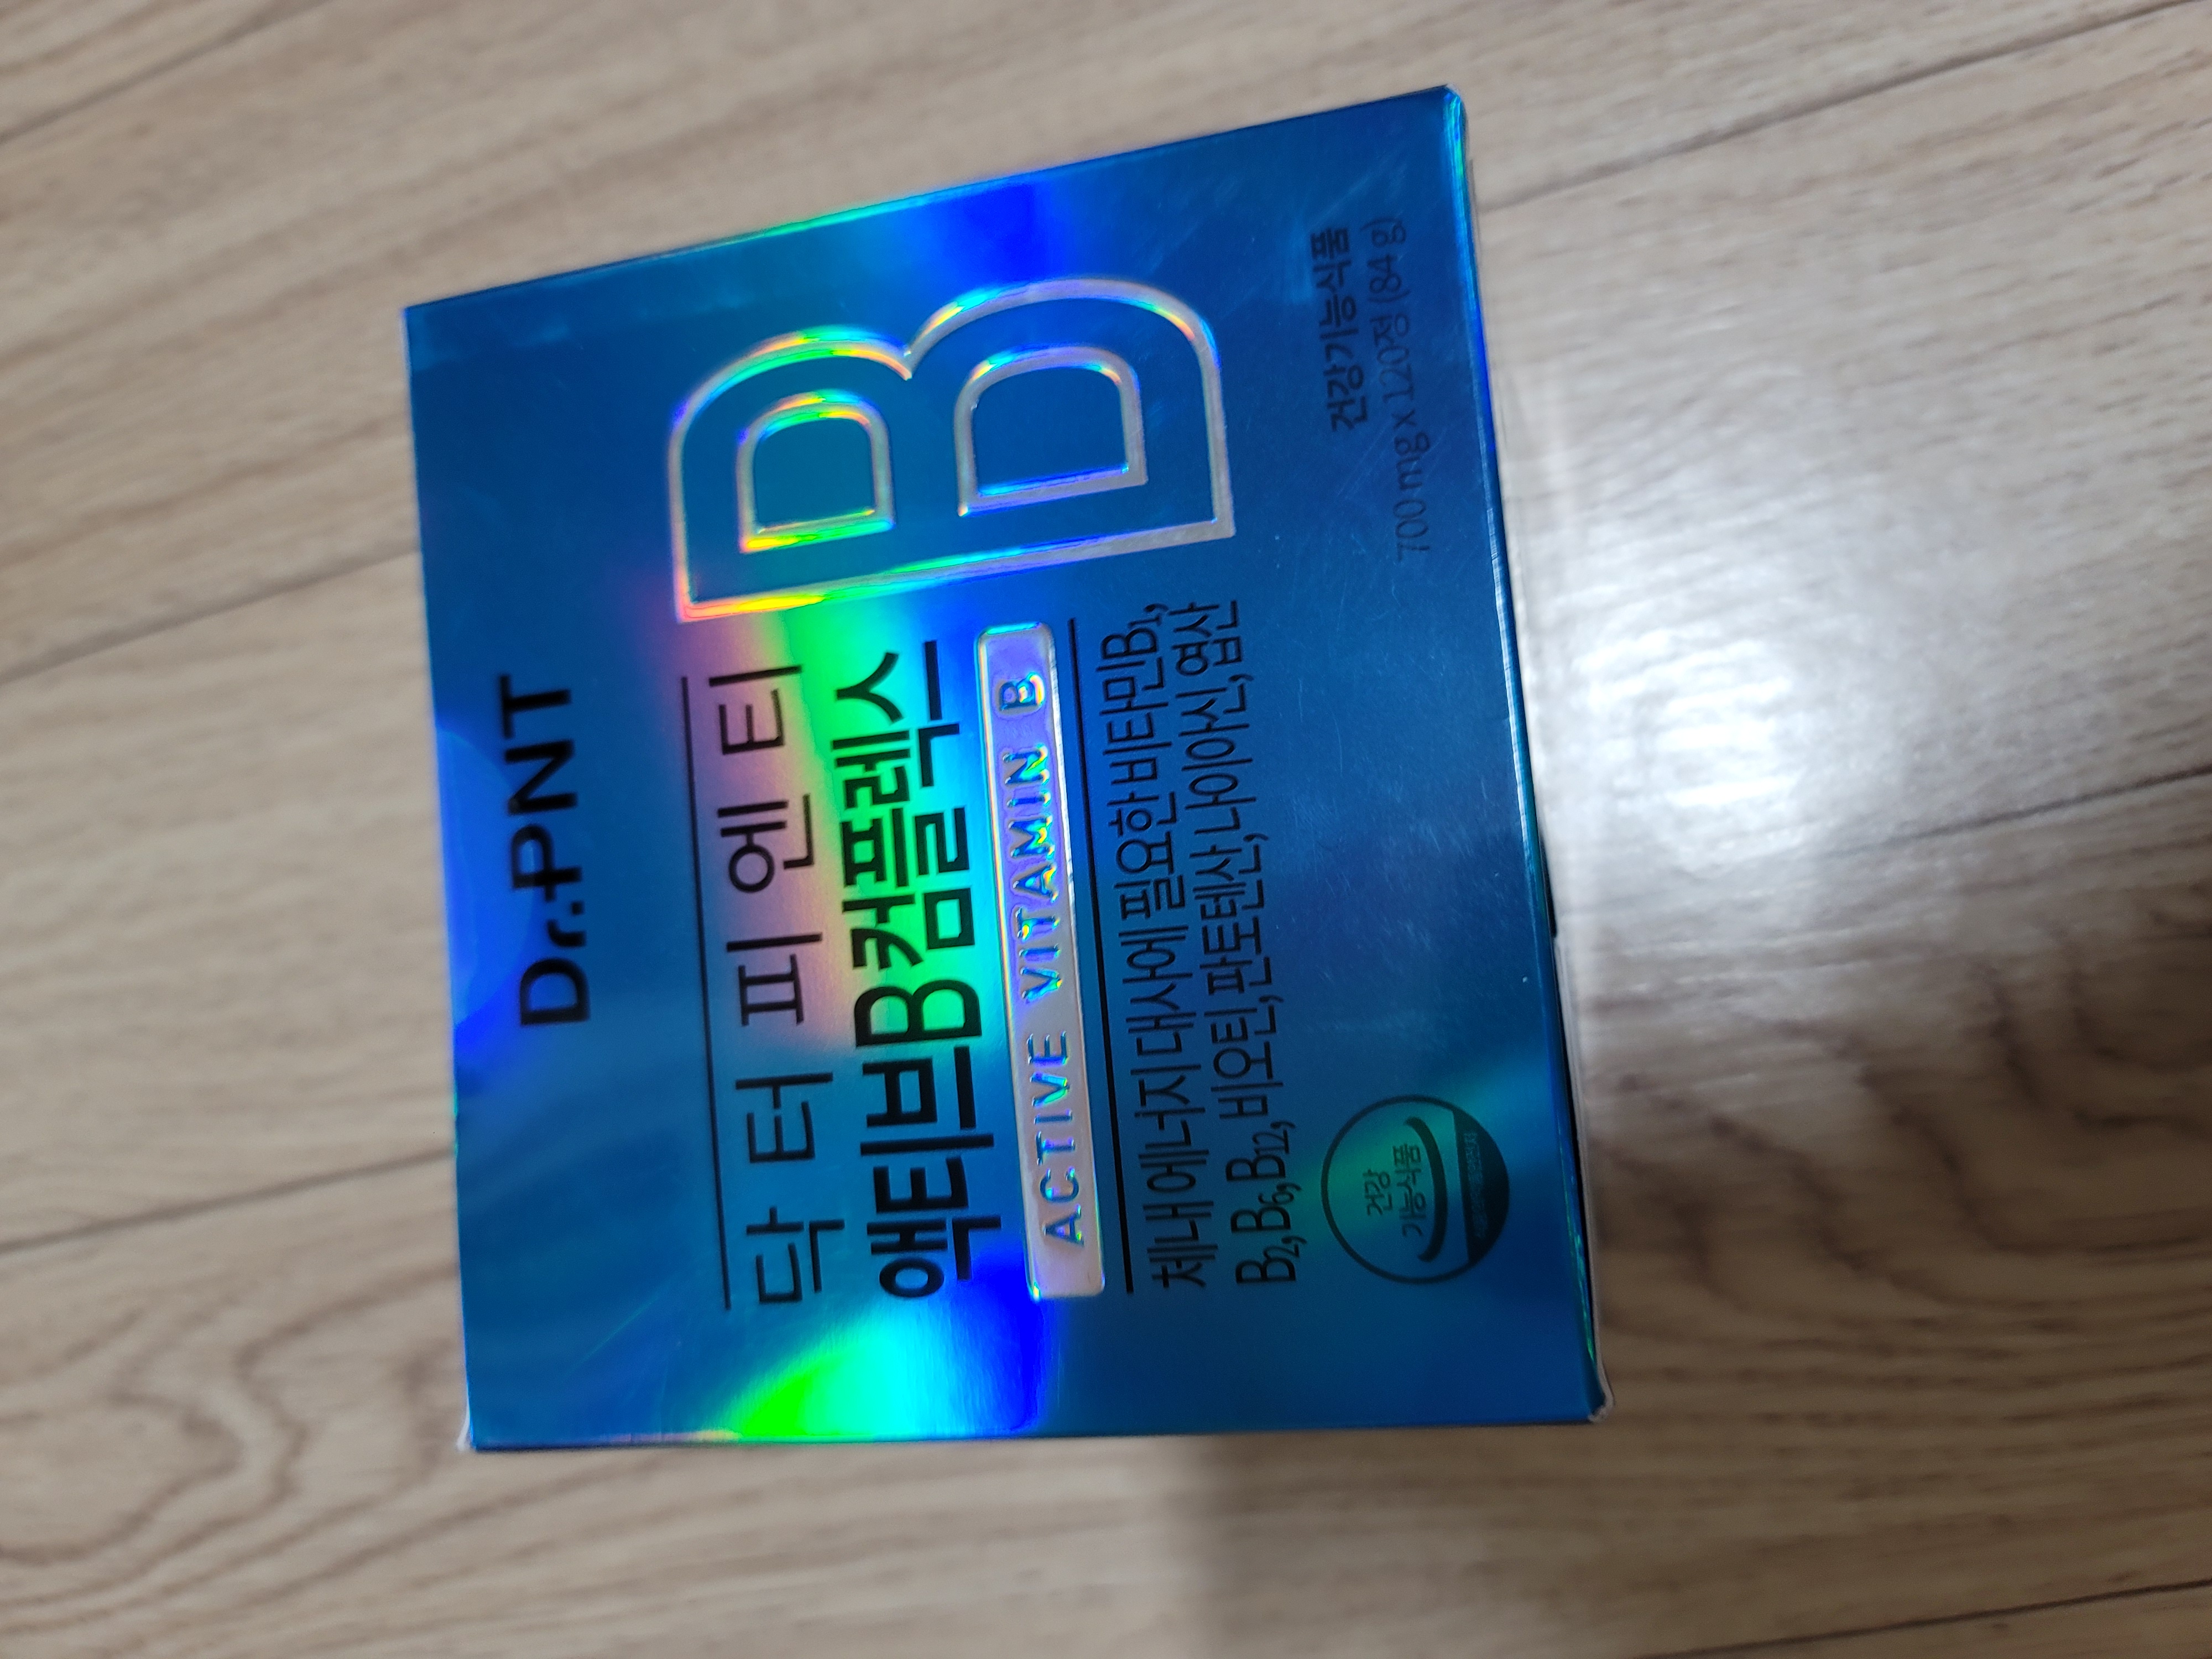 Dr.PNT
닥터피엔티
액티브B컴플렉스
ACTIVE VITAMIN B
B
체내 에너지 대사에 필요한 비타민B1,
B2, B6, B12, 비오틴, 판토텐산, 나이아신, 엽산
건강
기능식품
건강기능식품
700 mg x 120정 (84 g)